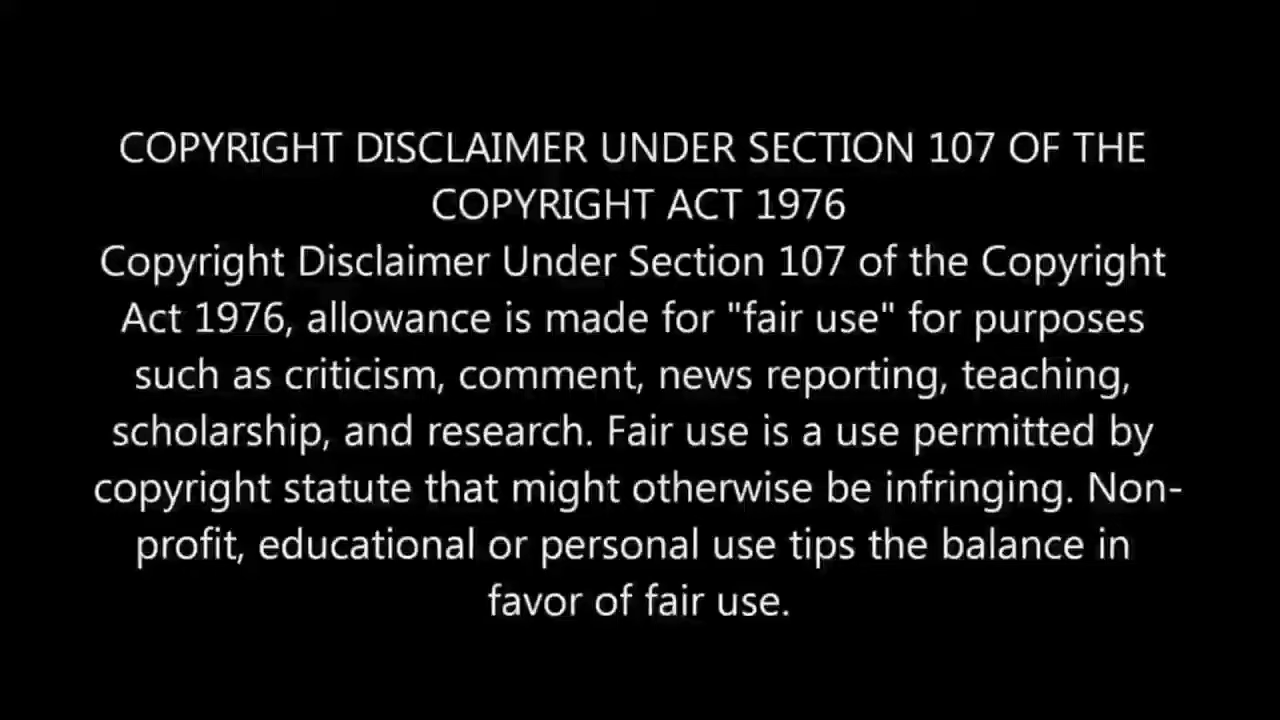 COPYRIGHT DISCLAIMER UNDER SECTION 107 OF THE
COPYRIGHT ACT 1976
Copyright Disclaimer Under Section 107 of the Copyright
Act 1976, allowance is made for "fair use" for purposes
such as criticism, comment, news reporting, teaching,
scholarship, and research. Fair use is a use permitted by
copyright statute that might otherwise be infringing. Non-
profit, educational or personal use tips the balance in
favor of fair use.